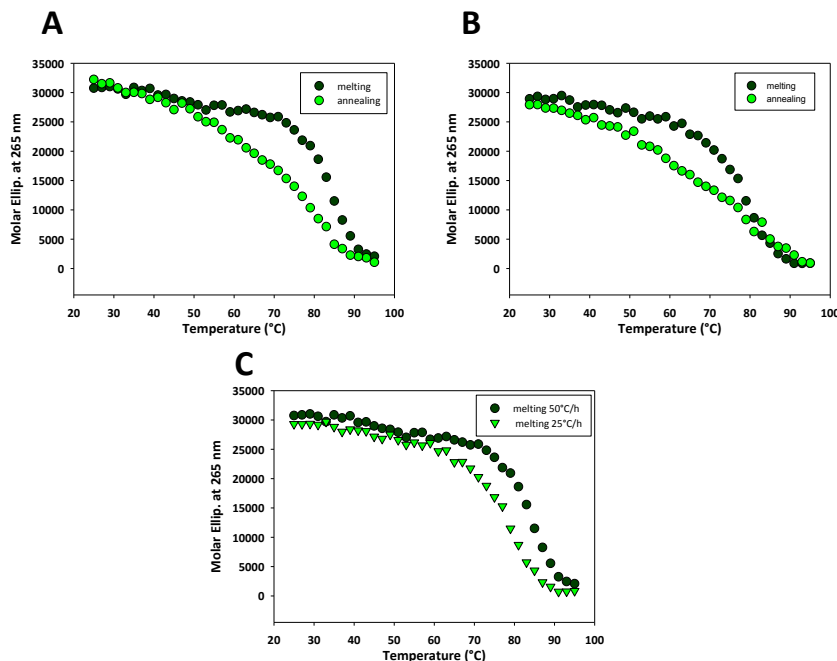 A
B
35000
30000
25000
20000
15000
10000
5000
0
Molar Ellip. at 265 nm
melting
annealing
20 30 40 50 60 70 80 90 100
Temperature (°C)
35000
30000
25000
20000
15000
10000
5000
0
Molar Ellip. at 265 nm
melting
annealing
20 30 40 50 60 70 80 90 100
Temperature (°C)
C
35000
30000
25000
20000
15000
10000
5000
0
Molar Ellip. at 265 nm
melting 50°C/h
melting 25°C/h
20 30 40 50 60 70 80 90 100
Temperature (°C)